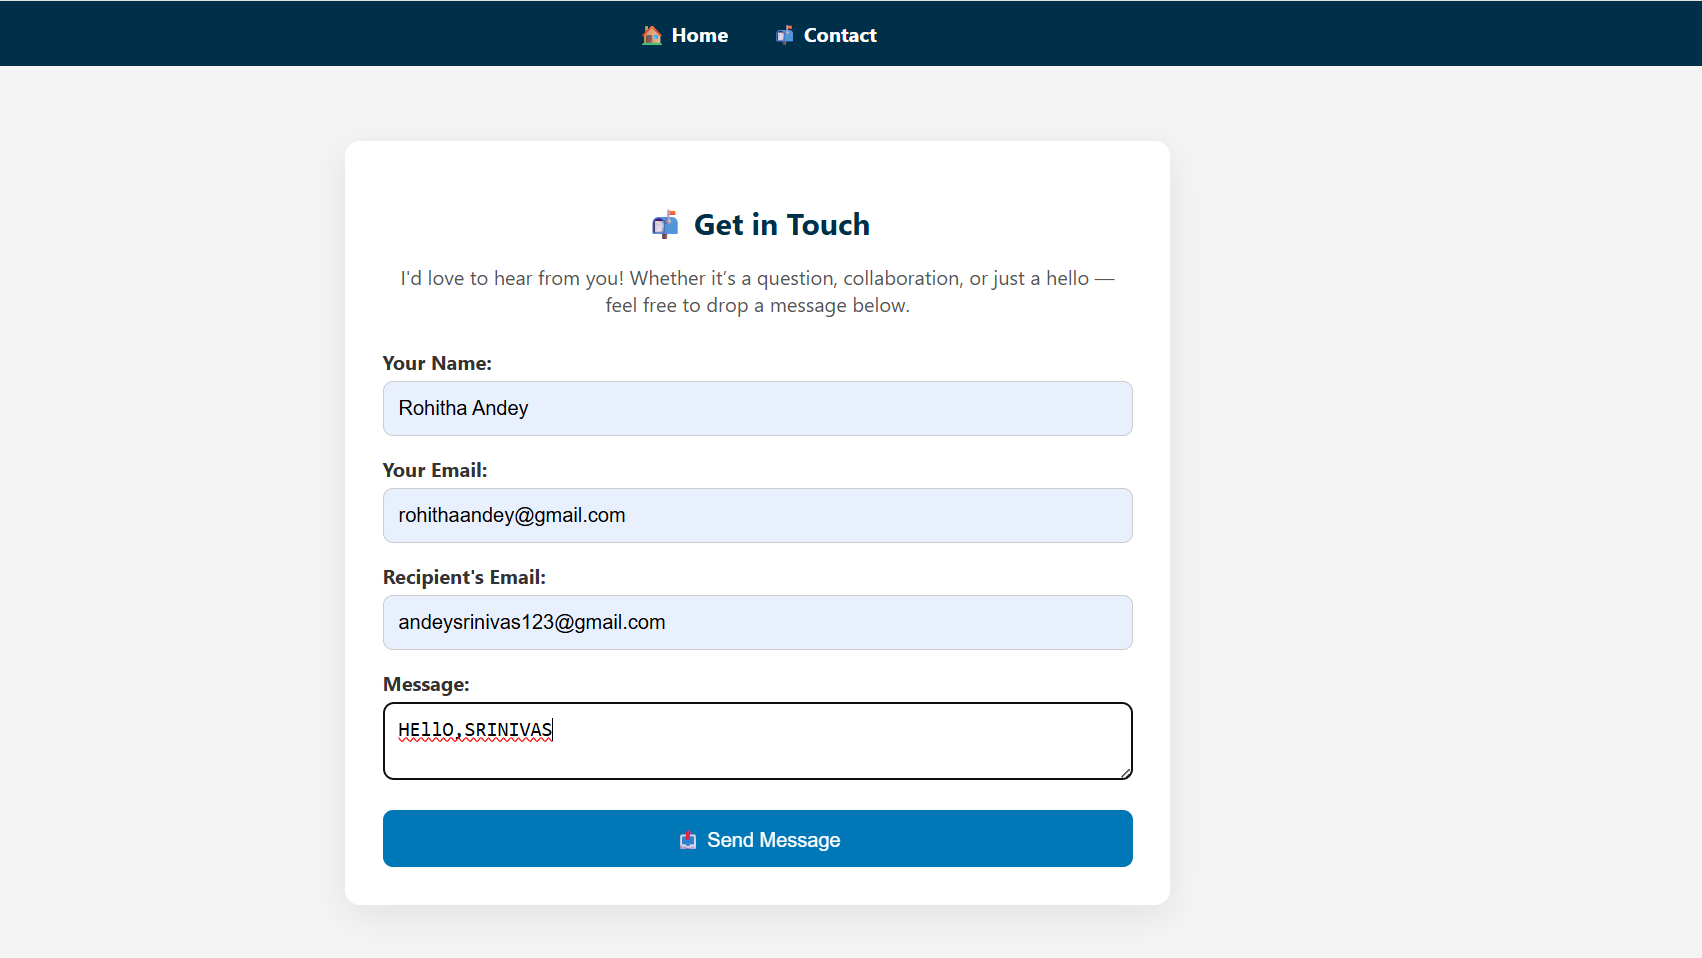 Home Contact
Get in Touch
I'd love to hear from you! Whether it’s a question, collaboration, or just a hello —
feel free to drop a message below.
Your Name:
Rohitha Andey
Your Email:
rohithaandey@gmail.com
Recipient's Email:
andeysrinivas123@gmail.com
Message:
HEllO,SRINIVAS
Send Message